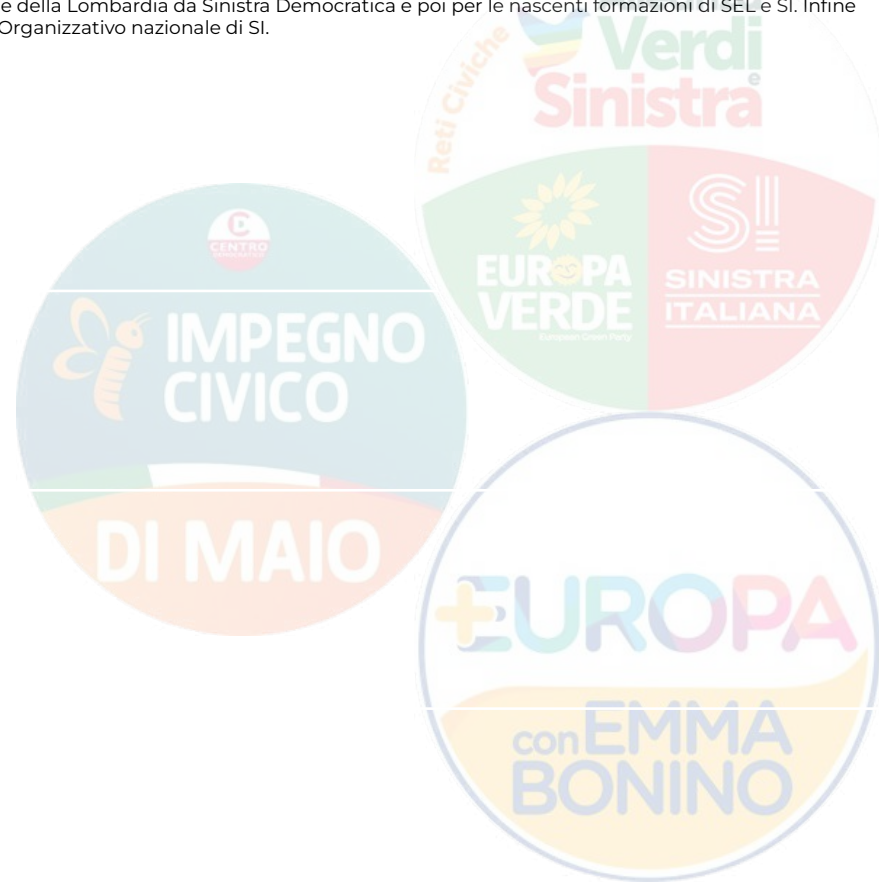 e della Lombardia da Sinistra Democratica e poi per le nascenti formazioni di SEL e SI. Infine
Organizzativo nazionale di SI.
Reti Civiche
Verdi
e
Sinistra
EUROPA
VERDE
European Green Party
SI
SINISTRA
ITALIANA
CD
CENTRO
DEMOCRATICO
IMPEGNO
CIVICO
DI MAIO
+EUROPA
con EMMA
BONINO